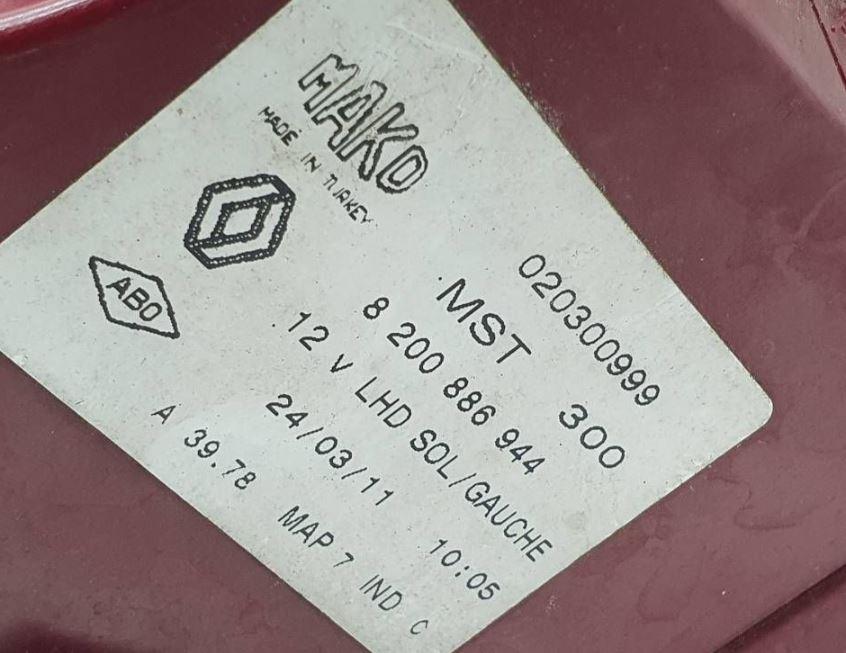 MAKO
MADE IN TURKEY
ABO
020300999
MST 300
8 200 886 944
12 V LHD SOL/GAUCHE
24/03/11 10:05
A 39.78 MAP 7 IND C